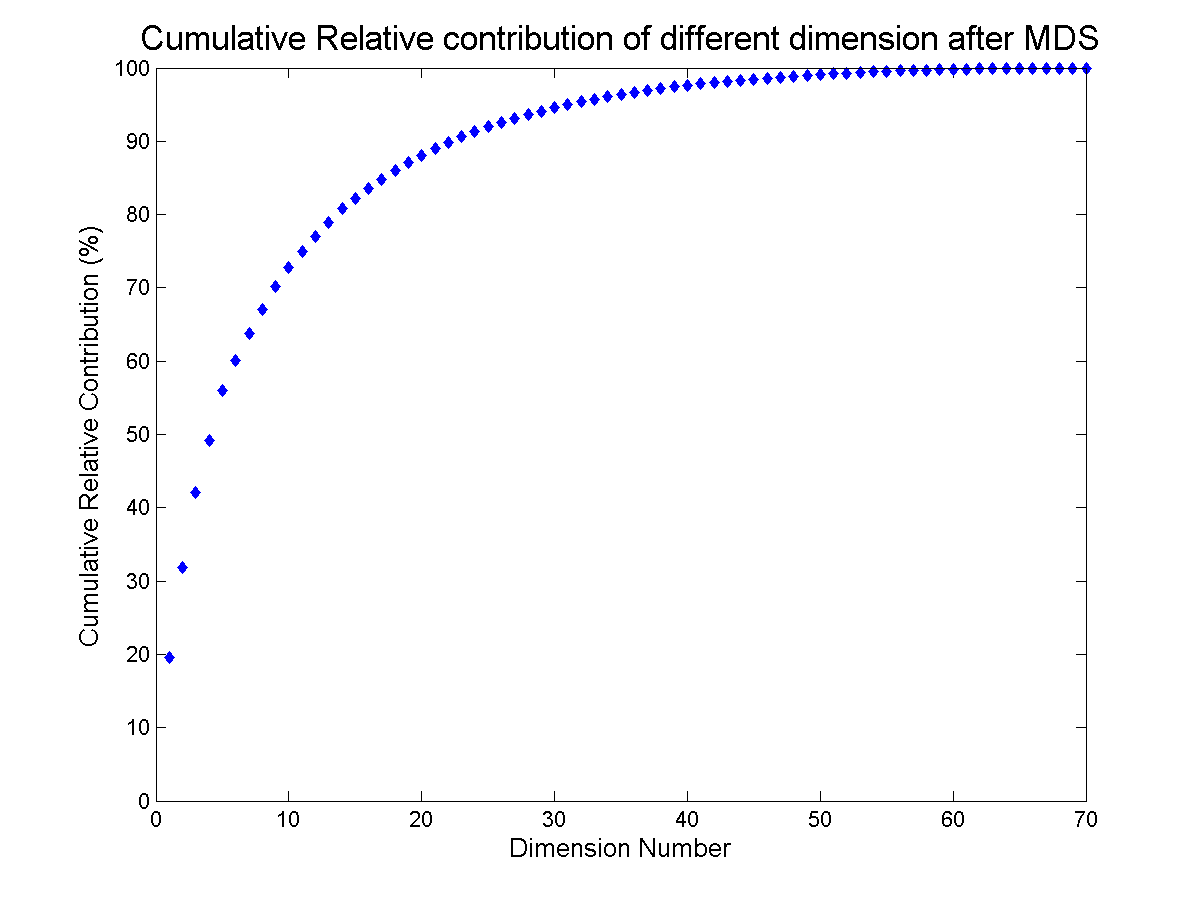 Cumulative Relative contribution of different dimension after MDS
100
90
80
70
60
50
40
30
20
10
0
Cumulative Relative Contribution (%)
0 10 20 30 40 50 60 70
Dimension Number